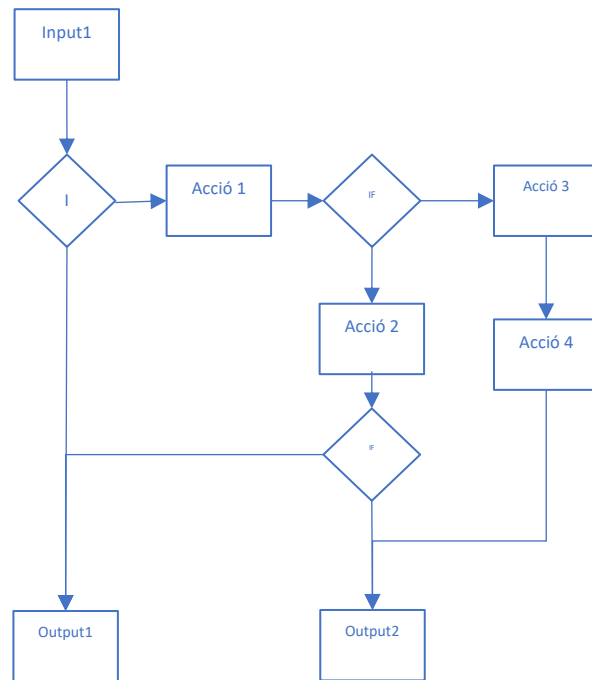 Input1
I
Acció 1
IF
Acció 3
Acció 2
Acció 4
IF
Output1
Output2